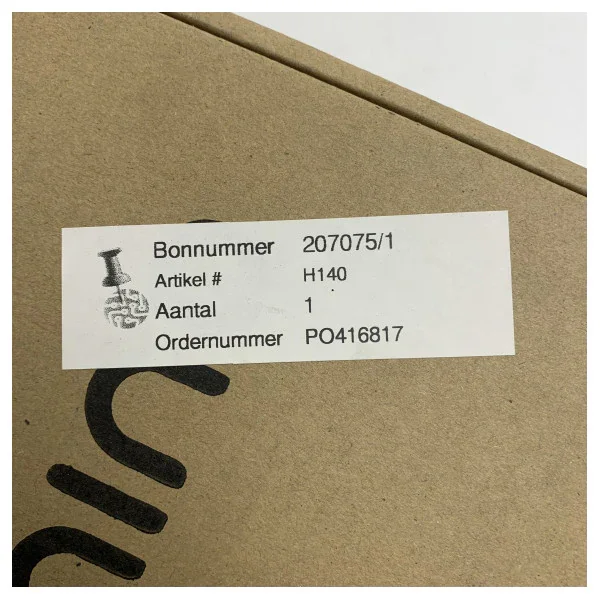 Bonnummer 207075/1
Artikel # H140
Aantal 1
Ordernummer PO416817